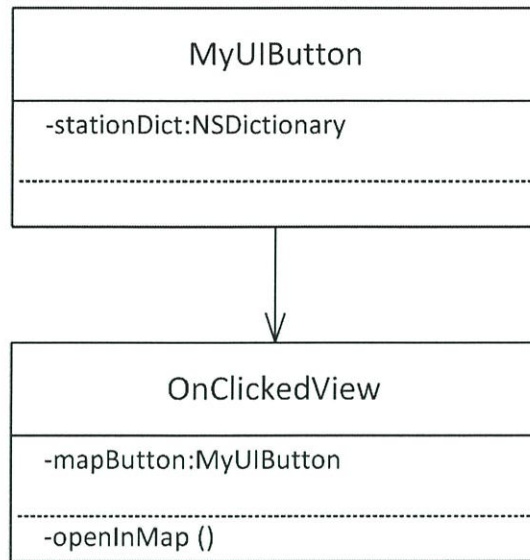 MyUIButton
-stationDict:NSDictionary
OnClickedView
-mapButton:MyUIButton
-openInMap ()